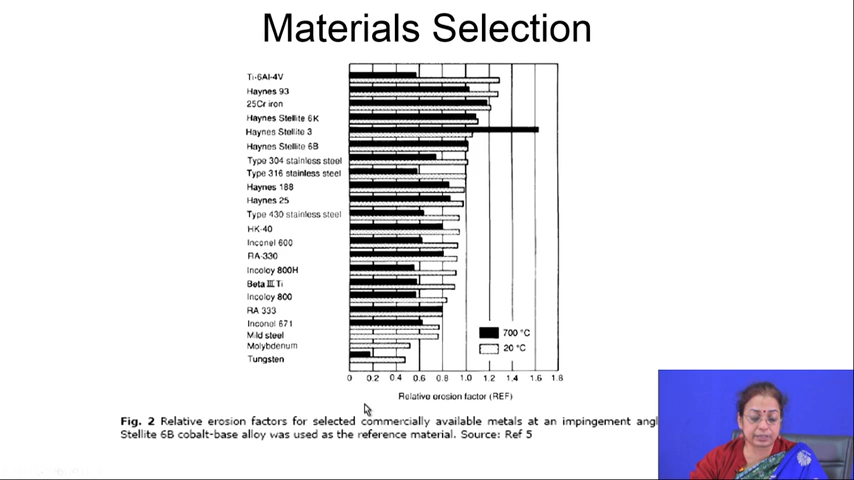 Materials Selection
Ti-6Al-4V
Haynes 93
25Cr iron
Haynes Stellite 6K
Haynes Stellite 3
Haynes Stellite 6B
Type 304 stainless steel
Type 316 stainless steel
Haynes 188
Haynes 25
Type 430 stainless steel
HK-40
Inconel 600
RA-330
Incoloy 800H
Beta III Ti
Incoloy 800
RA 333
Inconel 671
Mild steel
Molybdenum
Tungsten
700 °C
20 °C
0 0.2 0.4 0.6 0.8 1.0 1.2 1.4 1.6 1.8
Relative erosion factor (REF)
Fig. 2 Relative erosion factors for selected commercially available metals at an impingement angl
Stellite 6B cobalt-base alloy was used as the reference material. Source: Ref 5